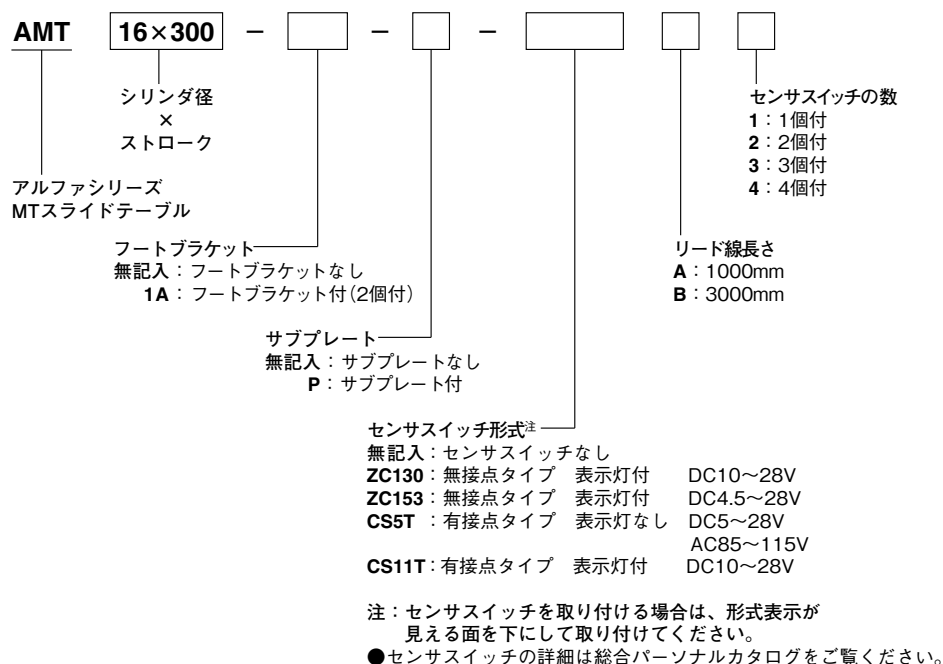 AMT 16×300 − − −
シリンダ径
×
ストローク
アルファシリーズ
MTスライドテーブル
センサスイッチの数
1：1個付
2：2個付
3：3個付
4：4個付
リード線長さ
A：1000mm
B：3000mm
フートブラケット
無記入：フートブラケットなし
1A：フートブラケット付（2個付）
サブプレート
無記入：サブプレートなし
P：サブプレート付
センサスイッチ形式注
無記入：センサスイッチなし
ZC130：無接点タイプ 表示灯付 DC10〜28V
ZC153：無接点タイプ 表示灯付 DC4.5〜28V
CS5T ：有接点タイプ 表示灯なし DC5〜28V
AC85〜115V
CS11T：有接点タイプ 表示灯付 DC10〜28V
注：センサスイッチを取り付ける場合は、形式表示が
見える面を下にして取り付けてください。
●センサスイッチの詳細は総合パーソナルカタログをご覧ください。